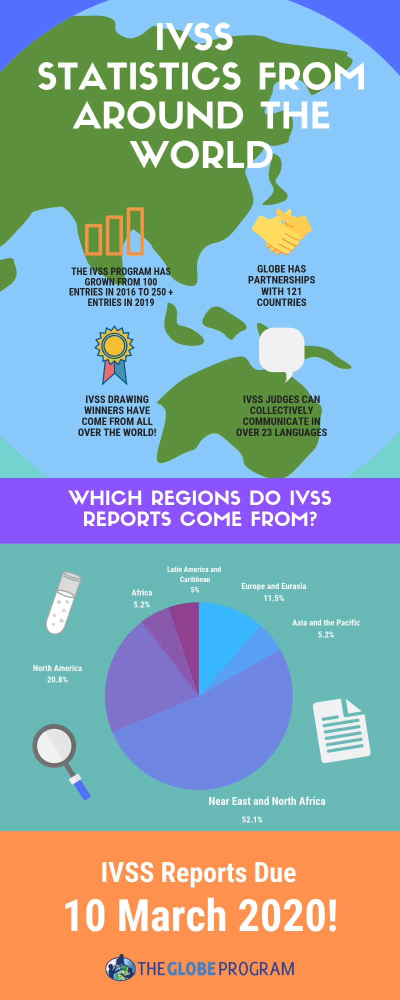 IVSS
STATISTICS FROM
AROUND THE
WORLD
THE IVSS PROGRAM HAS
GROWN FROM 100
ENTRIES IN 2016 TO 250 +
ENTRIES IN 2019
GLOBE HAS
PARTNERSHIPS
WITH 121
COUNTRIES
IVSS DRAWING
WINNERS HAVE
COME FROM ALL
OVER THE WORLD!
IVSS JUDGES CAN
COLLECTIVELY
COMMUNICATE IN
OVER 23 LANGUAGES
WHICH REGIONS DO IVSS
REPORTS COME FROM?
Latin America and
Caribbean
5%
Europe and Eurasia
11.5%
Africa
5.2%
Asia and the Pacific
5.2%
North America
20.8%
Near East and North Africa
52.1%
IVSS Reports Due
10 March 2020!
THE GLOBE PROGRAM